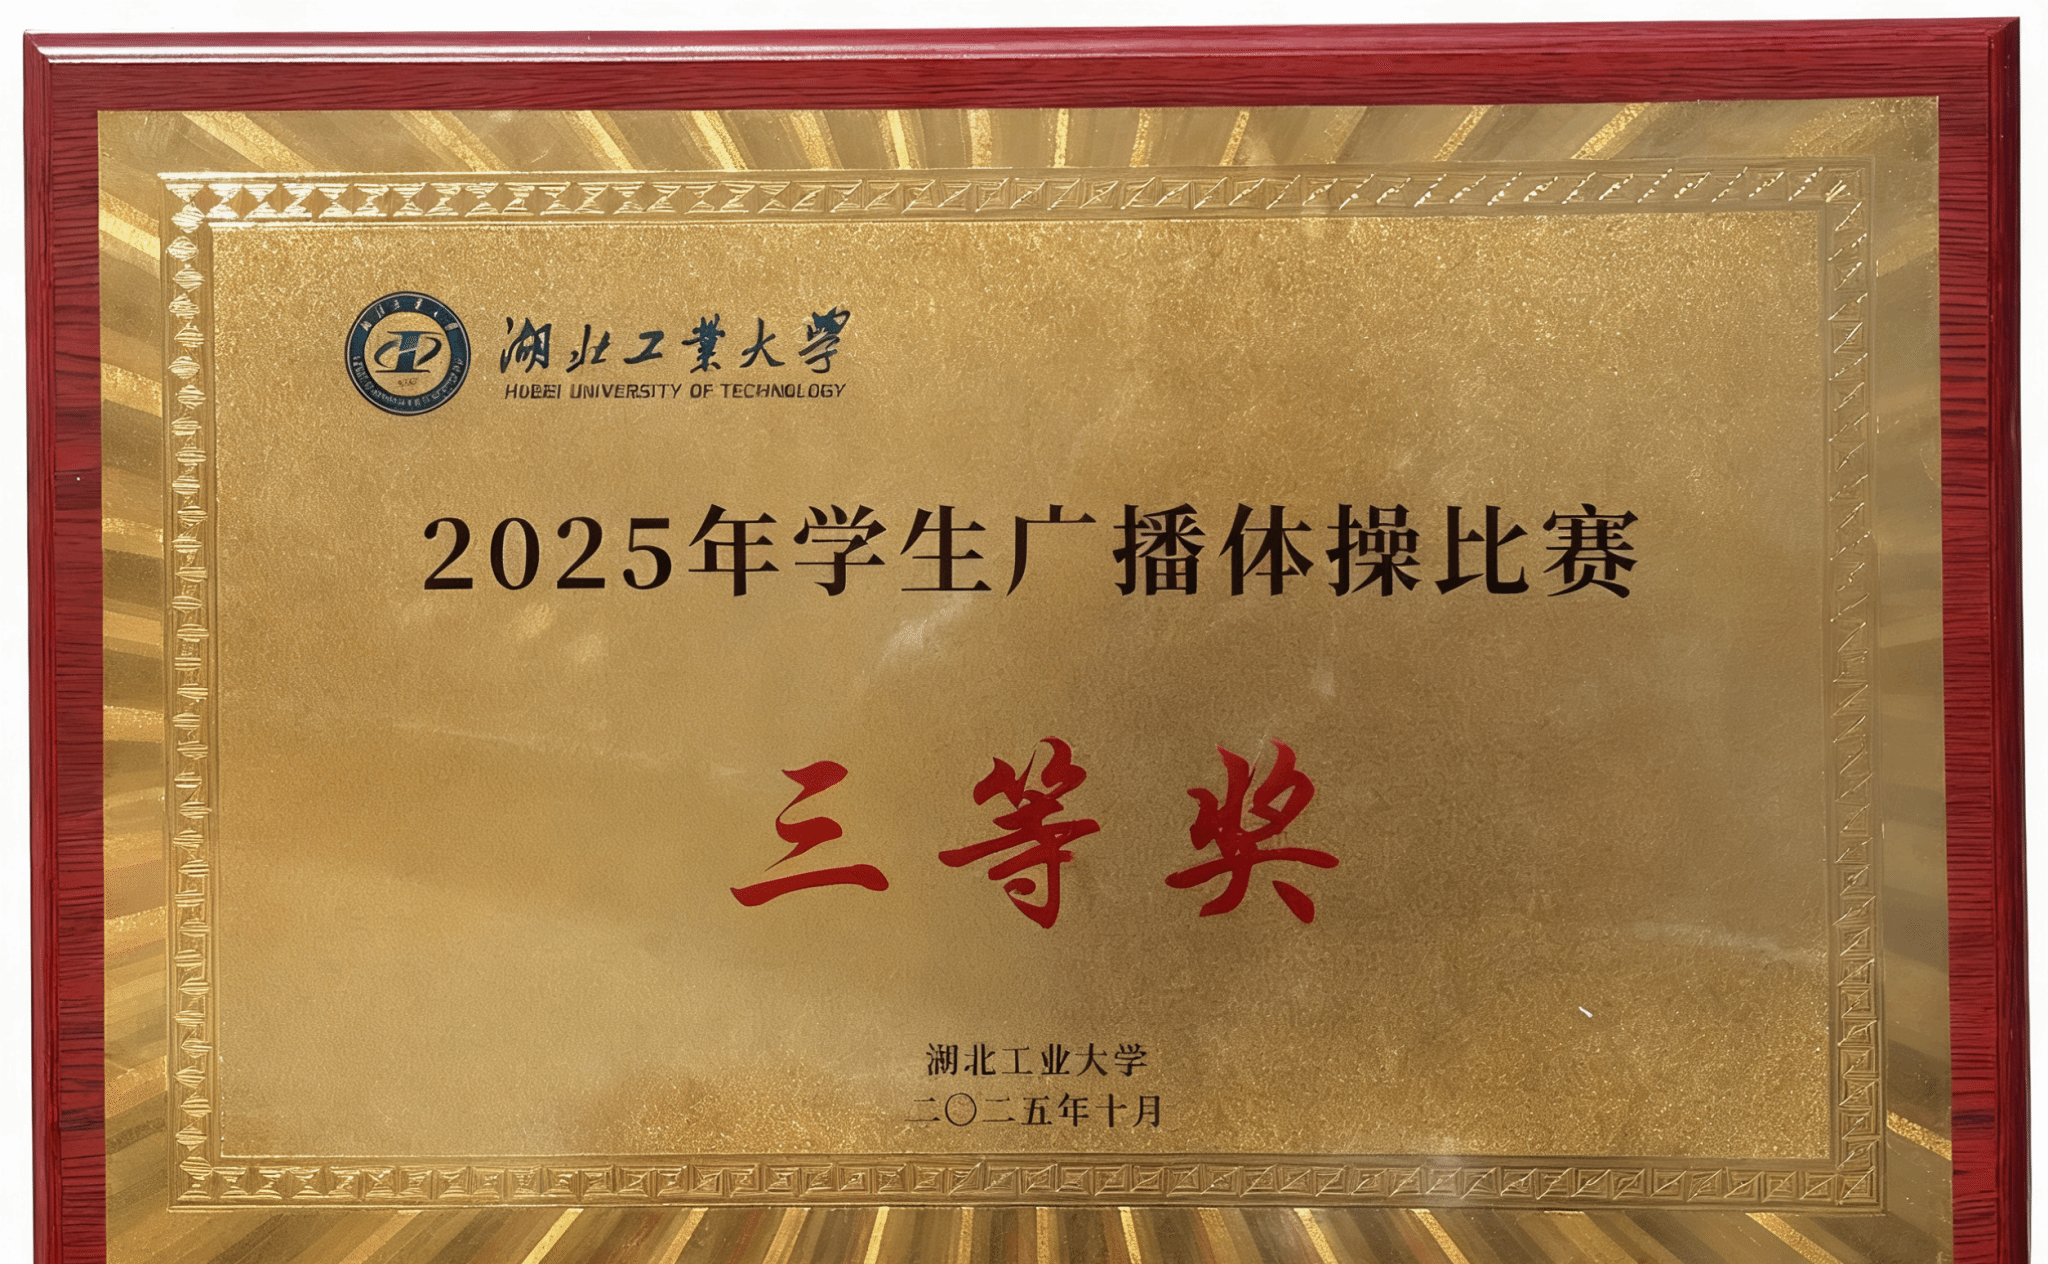 湖北工業大学
HUBEI UNIVERSITY OF TECHNOLOGY
2025年学生广播体操比赛
三等奖
湖北工业大学
二〇二五年十月